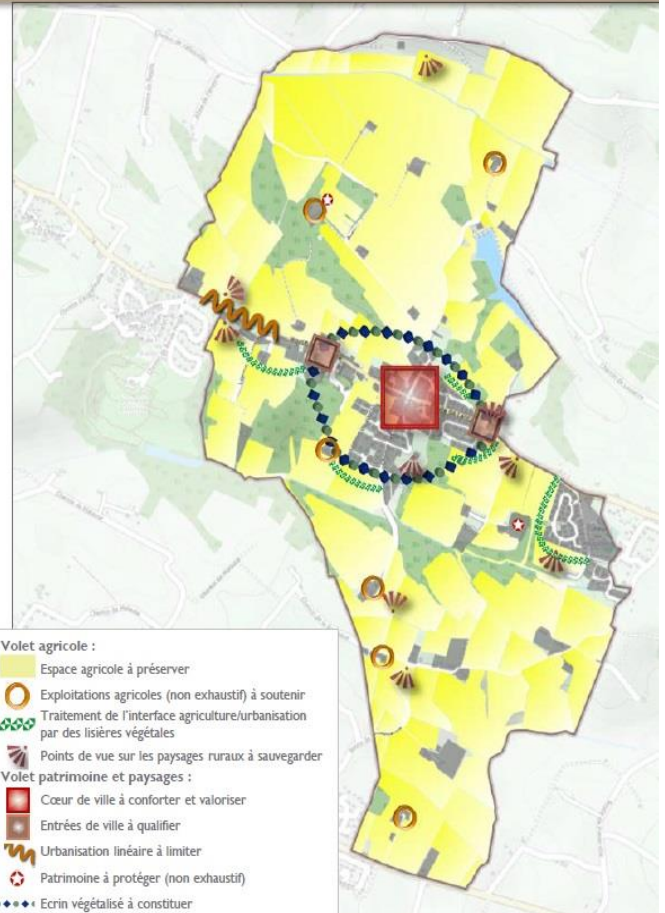 Volet agricole :
Espace agricole à préserver
Exploitations agricoles (non exhaustif) à soutenir
Traitement de l'interface agriculture/urbanisation
par des lisières végétales
Points de vue sur les paysages ruraux à sauvegarder
Volet patrimoine et paysages :
Cœur de ville à conforter et valoriser
Entrées de ville à qualifier
Urbanisation linéaire à limiter
Patrimoine à protéger (non exhaustif)
Ecrin végétalisé à constituer